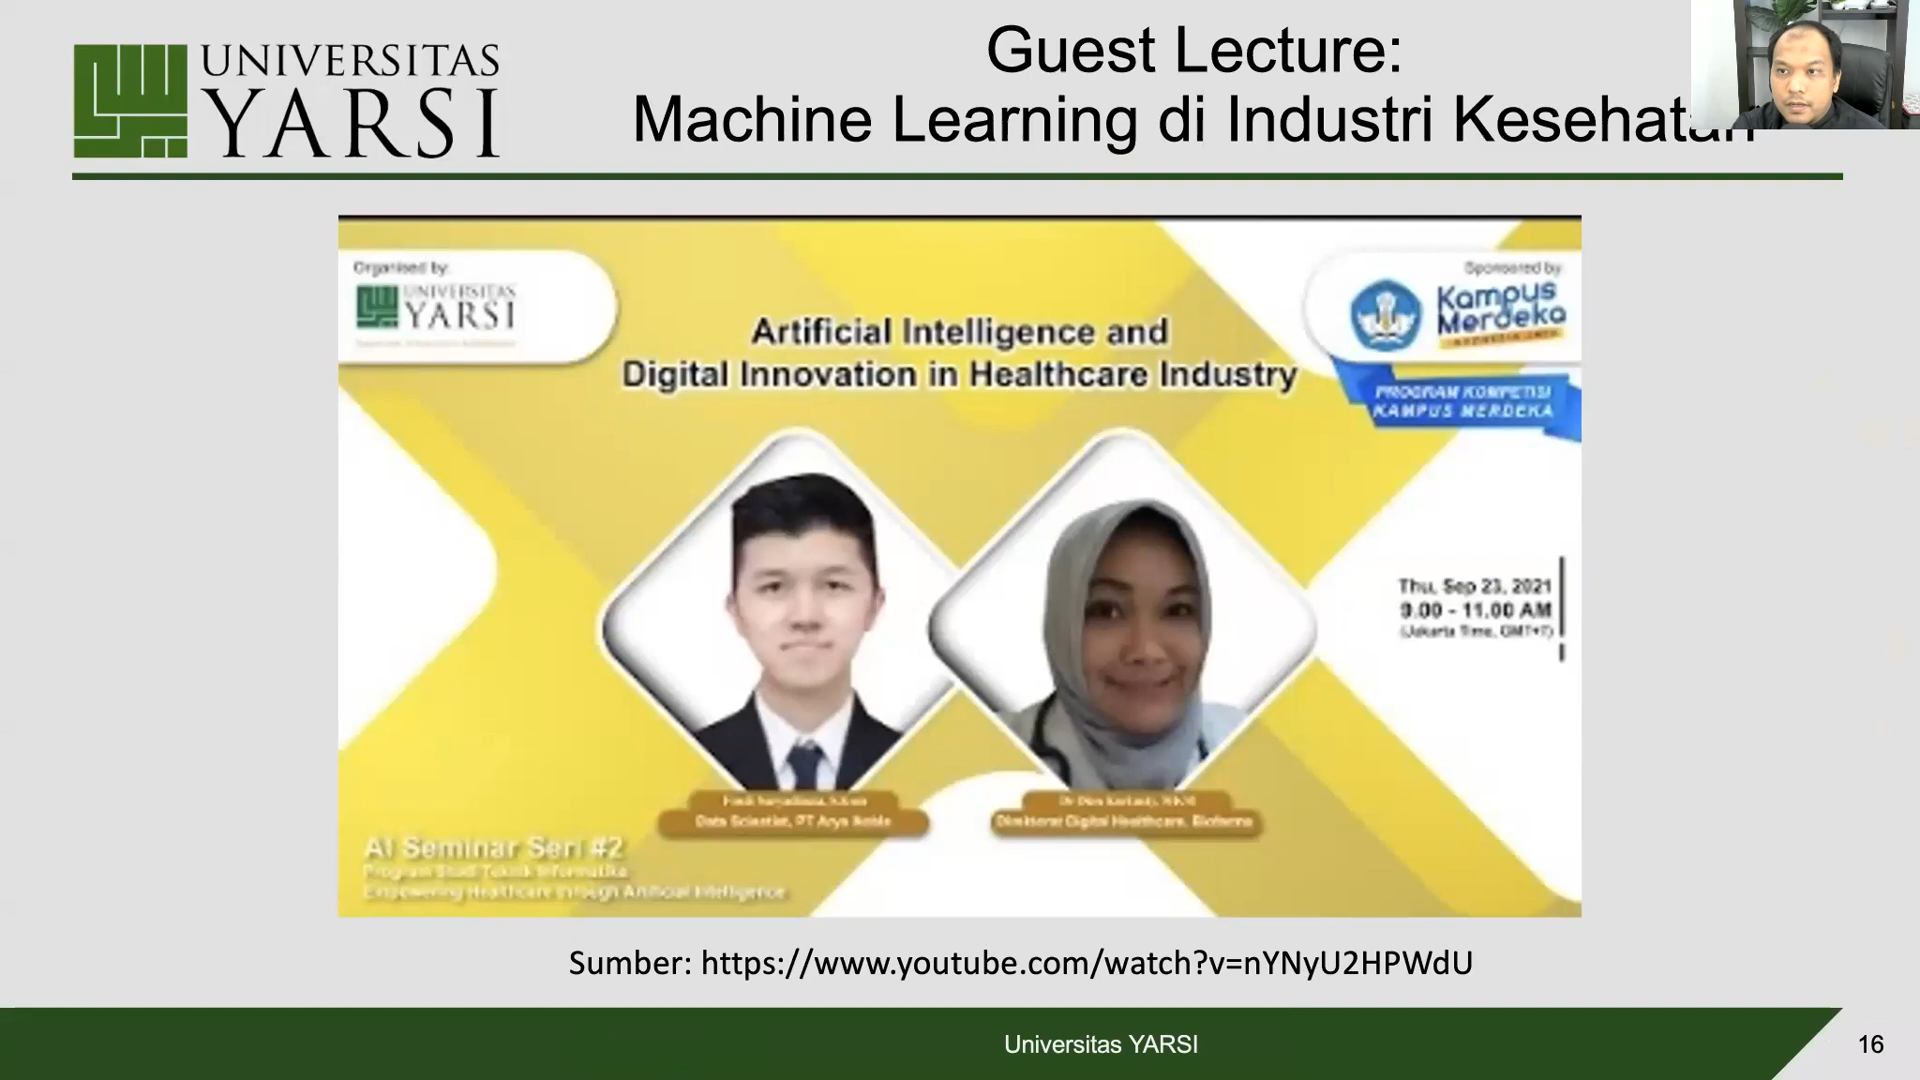 UNIVERSITAS
YARSI
Guest Lecture:
Machine Learning di Industri Kesehatan
Organised by:
UNIVERSITAS
YARSI
Sponsored by
Kampus
Merdeka
INDONESIA JAYA
PROGRAM KOMPETISI
KAMPUS MERDEKA
Artificial Intelligence and
Digital Innovation in Healthcare Industry
Thu, Sep 23, 2021
9.00 - 11.00 AM
(Jakarta Time, GMT+7)
Data Scientist, PT Arya Noble
Direktorat Digital Healthcare, Biofarma
AI Seminar Seri #2
Program Studi Teknik Informatika
Empowering Healthcare through Artificial Intelligence
Sumber: https://www.youtube.com/watch?v=nYNyU2HPWdU
Universitas YARSI
16